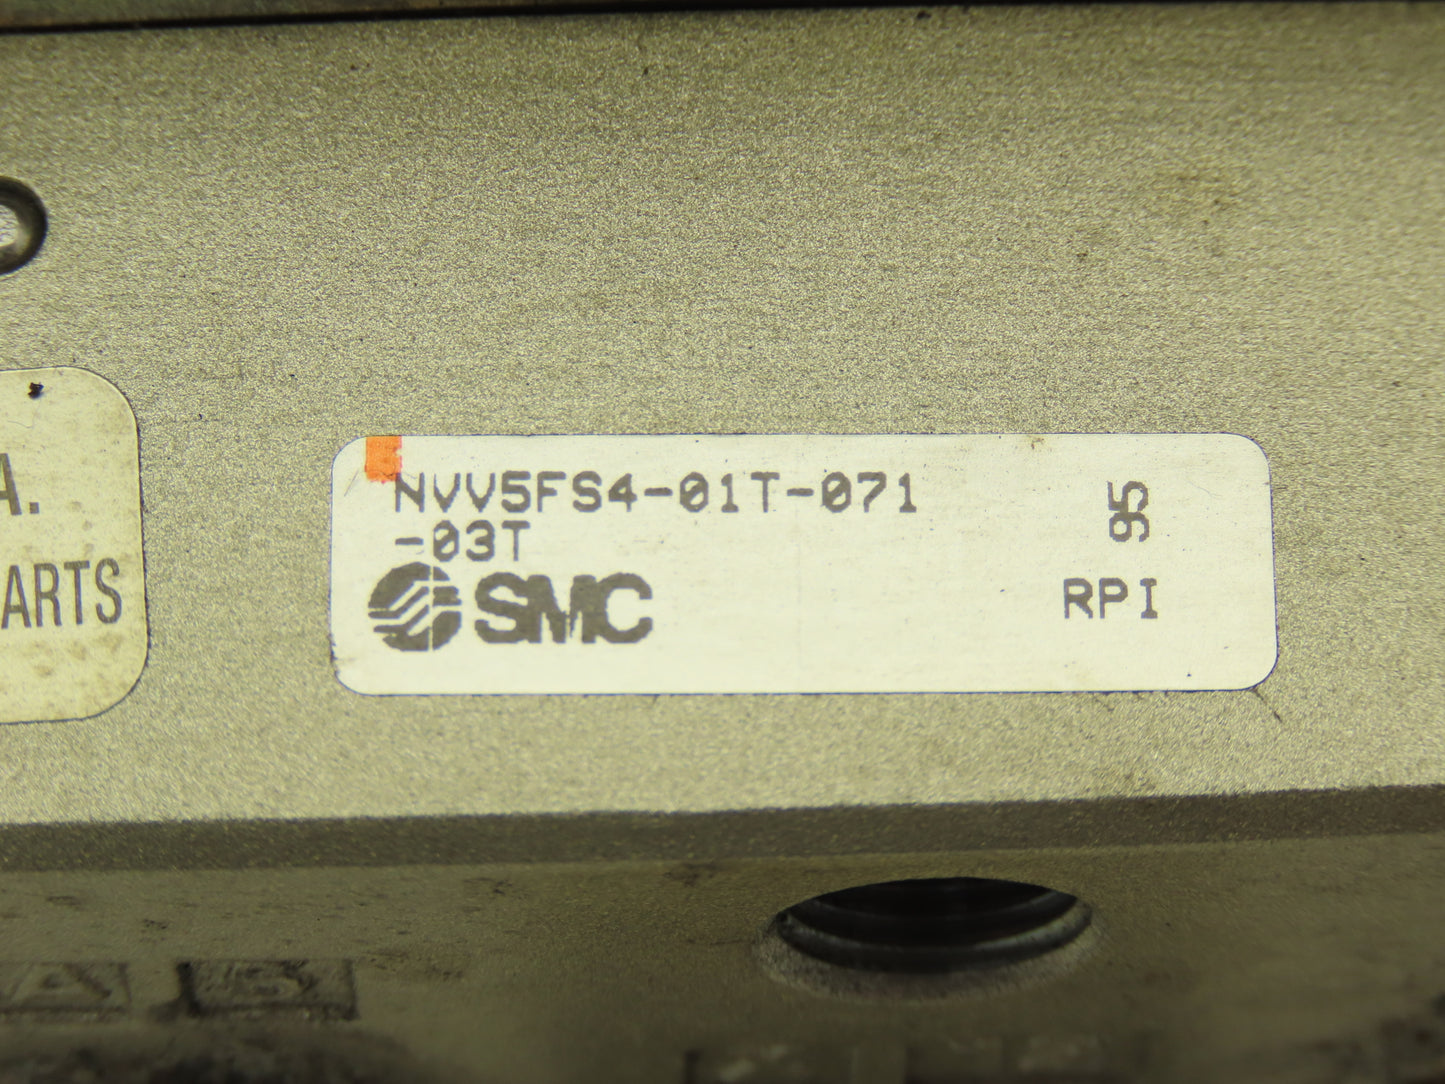 A.
ARTS
NVV5FS4-01T-071
-03T
95
SMC
RPI
A B